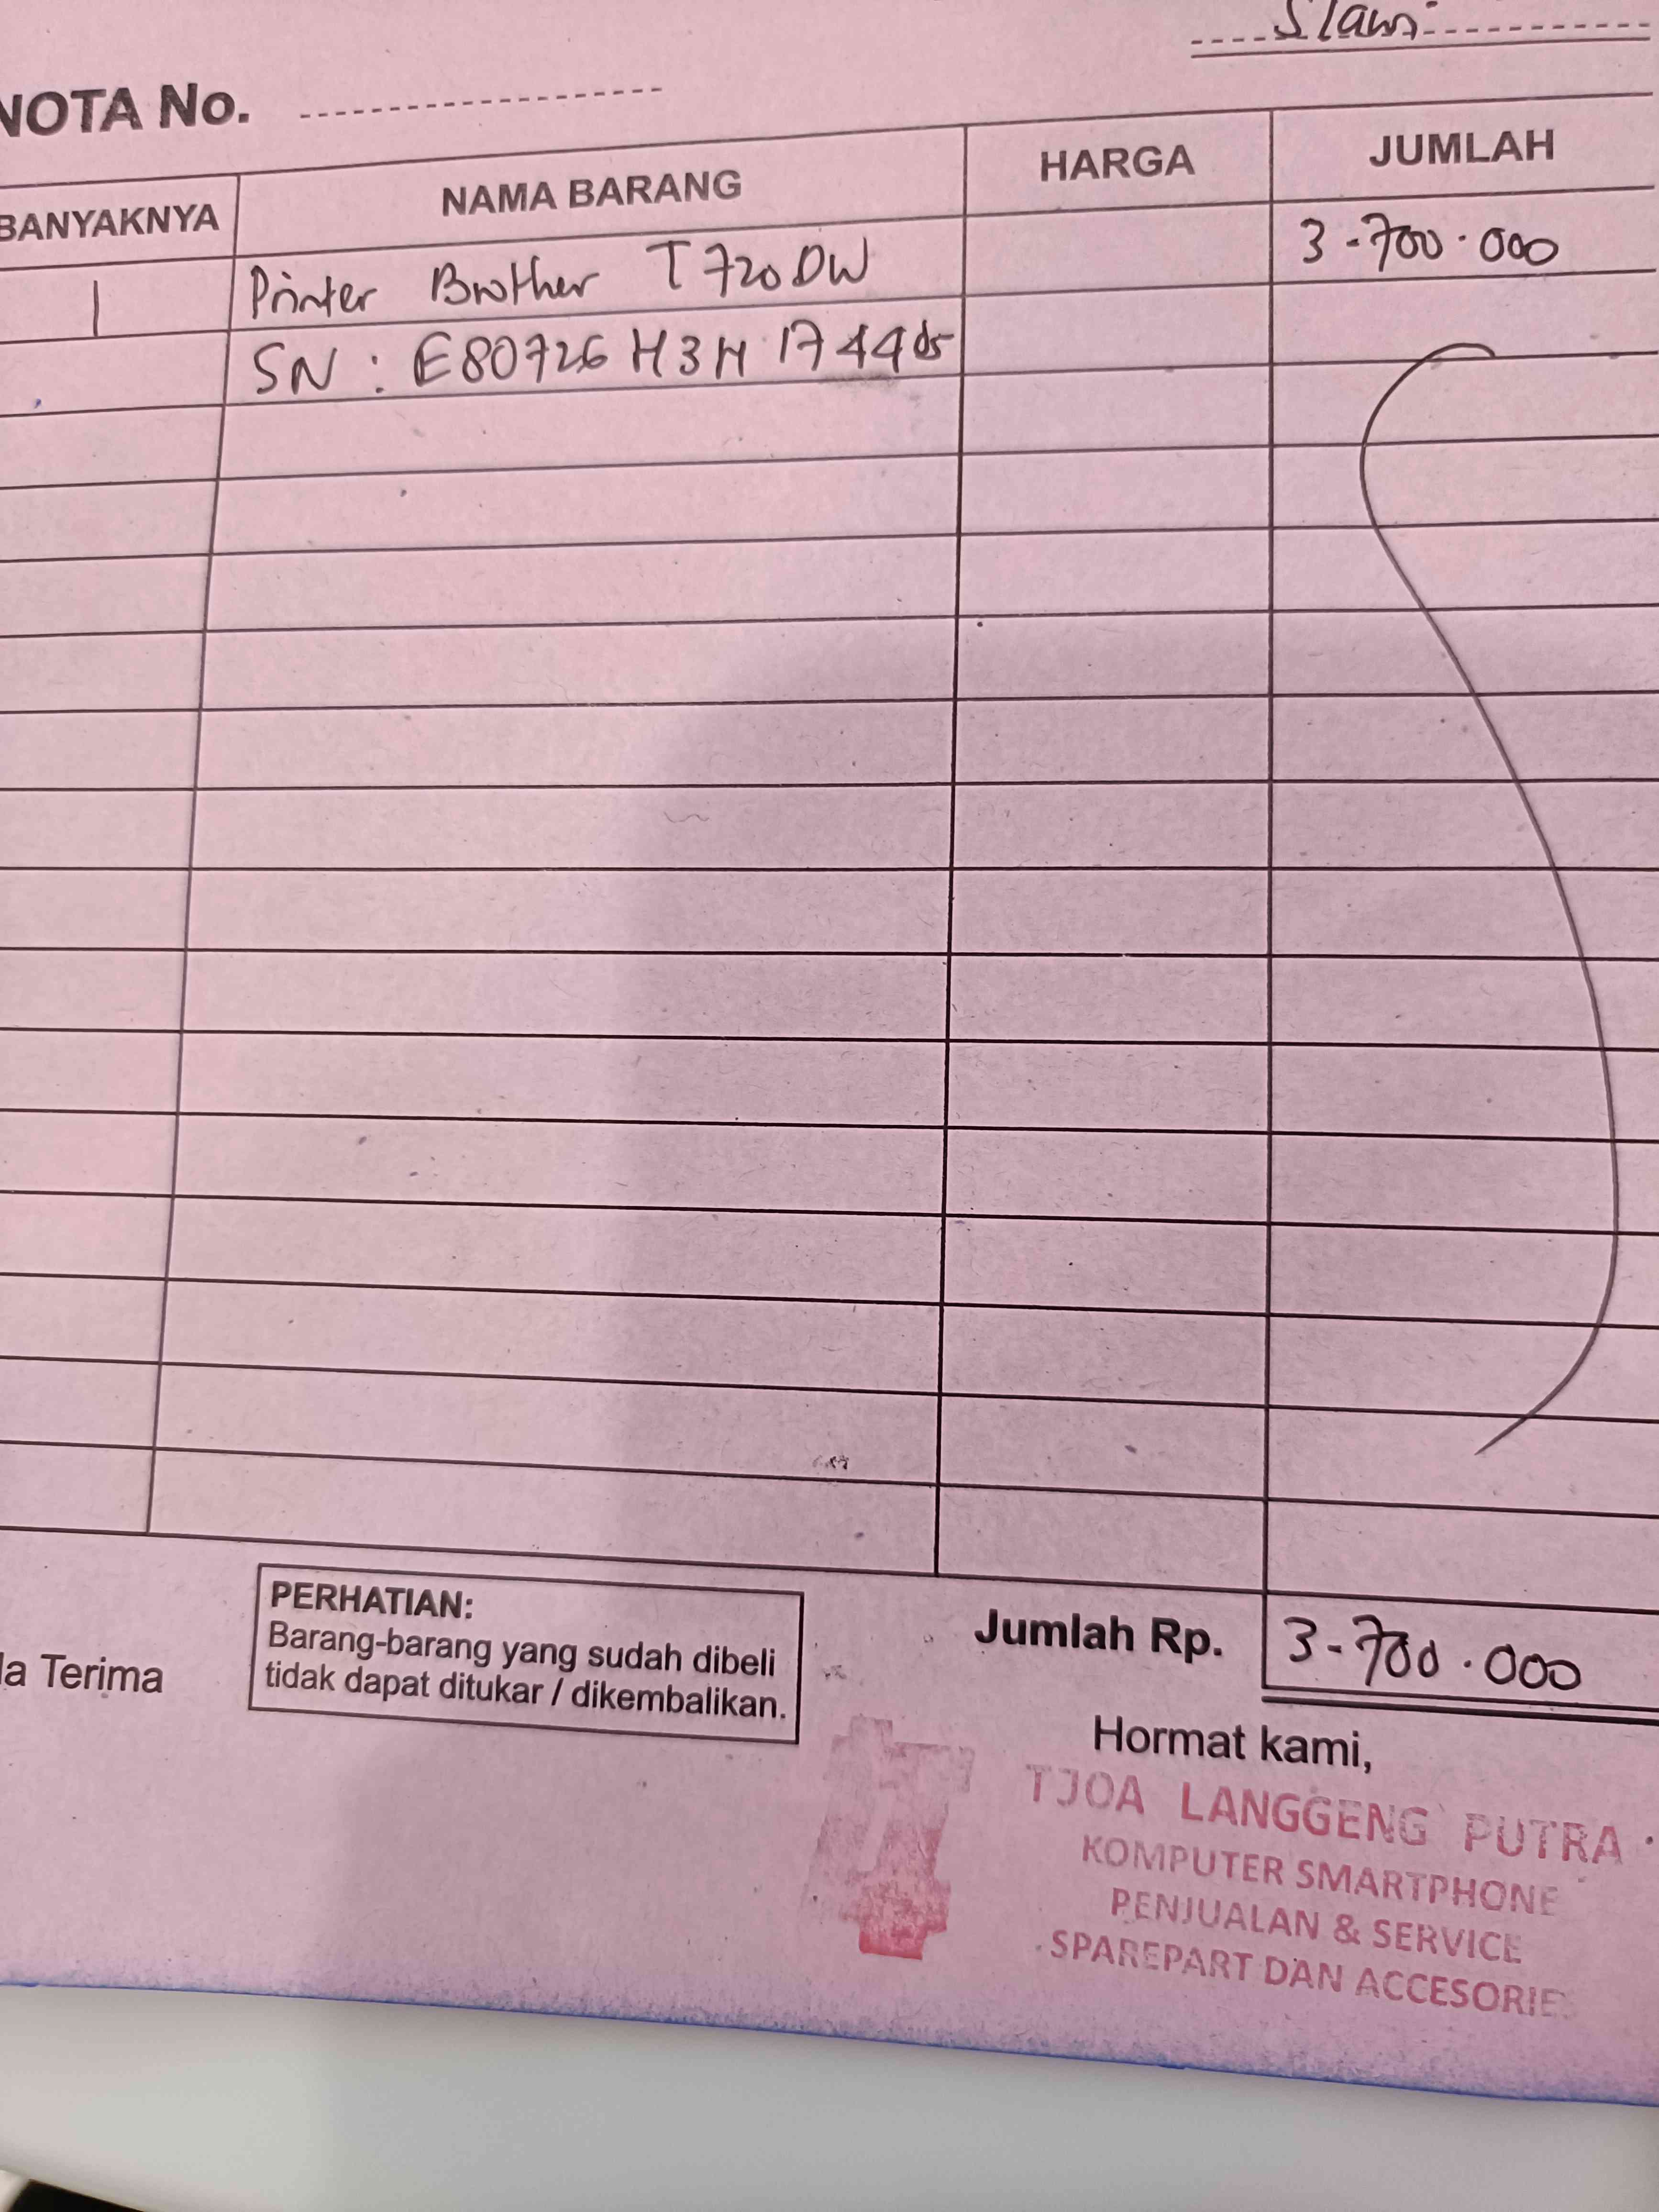 Slawi
NOTA No.
BANYAKNYA NAMA BARANG HARGA JUMLAH
1 Printer Brother T720DW 3-700.000
SN : E80726H3H1744
PERHATIAN:
Barang-barang yang sudah dibeli
tidak dapat ditukar / dikembalikan.
Jumlah Rp. 3-700.000
da Terima
Hormat kami,
TJOA LANGGENG PUTRA
KOMPUTER SMARTPHONE
PENJUALAN & SERVICE
SPAREPART DAN ACCESORIE